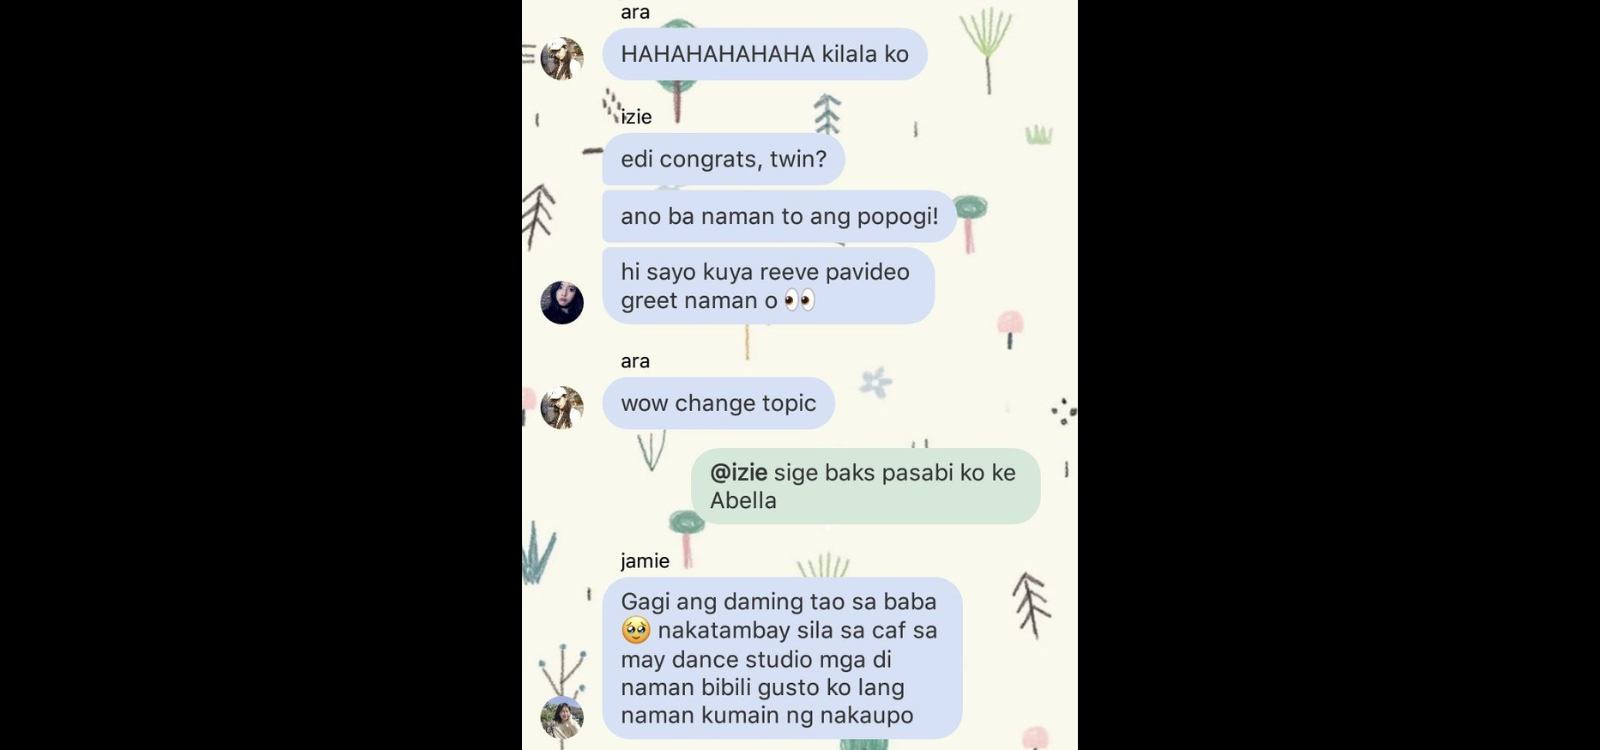 ara
HAHAHAHAHAHA kilala ko
izie
edi congrats, twin?
ano ba naman to ang popogi!
hi sayo kuya reeve pavideo
greet naman o 👀
ara
wow change topic
@izie sige baks pasabi ko ke
Abella
jamie
Gagi ang daming tao sa baba
🥹 nakatambay sila sa caf sa
may dance studio mga di
naman bibili gusto ko lang
naman kumain ng nakaupo